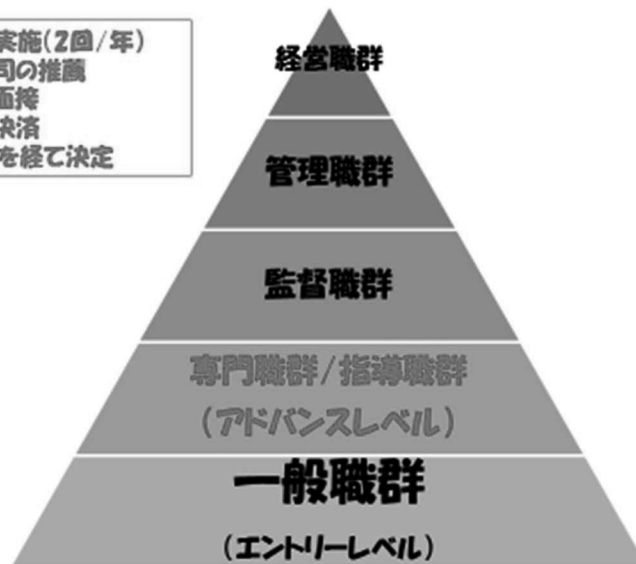 実施(2回/年)
司の推薦
面接
決済
を経て決定
経営職群
管理職群
監督職群
専門職群/指導職群
(アドバンスレベル)
一般職群
(エントリーレベル)